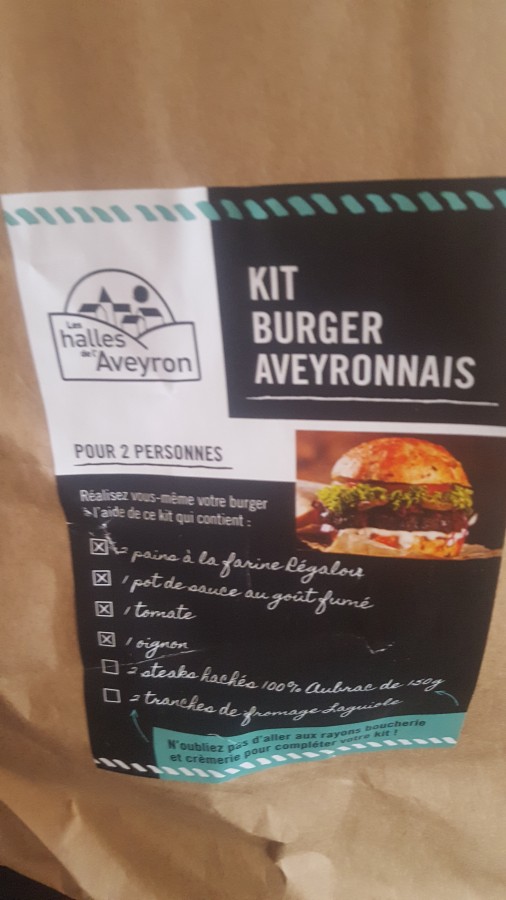 Les
halles
de l'Aveyron
KIT
BURGER
AVEYRONNAIS
POUR 2 PERSONNES
Réalisez vous-même votre burger
à l'aide de ce kit qui contient :
2 pains à la farine Régalou
1 pot de sauce au goût fumé
1 tomate
1 oignon
2 steaks hachés 100% Aubrac de 150g
2 tranches de fromage Laguiole
N'oubliez pas d'aller aux rayons boucherie
et crèmerie pour compléter votre kit !